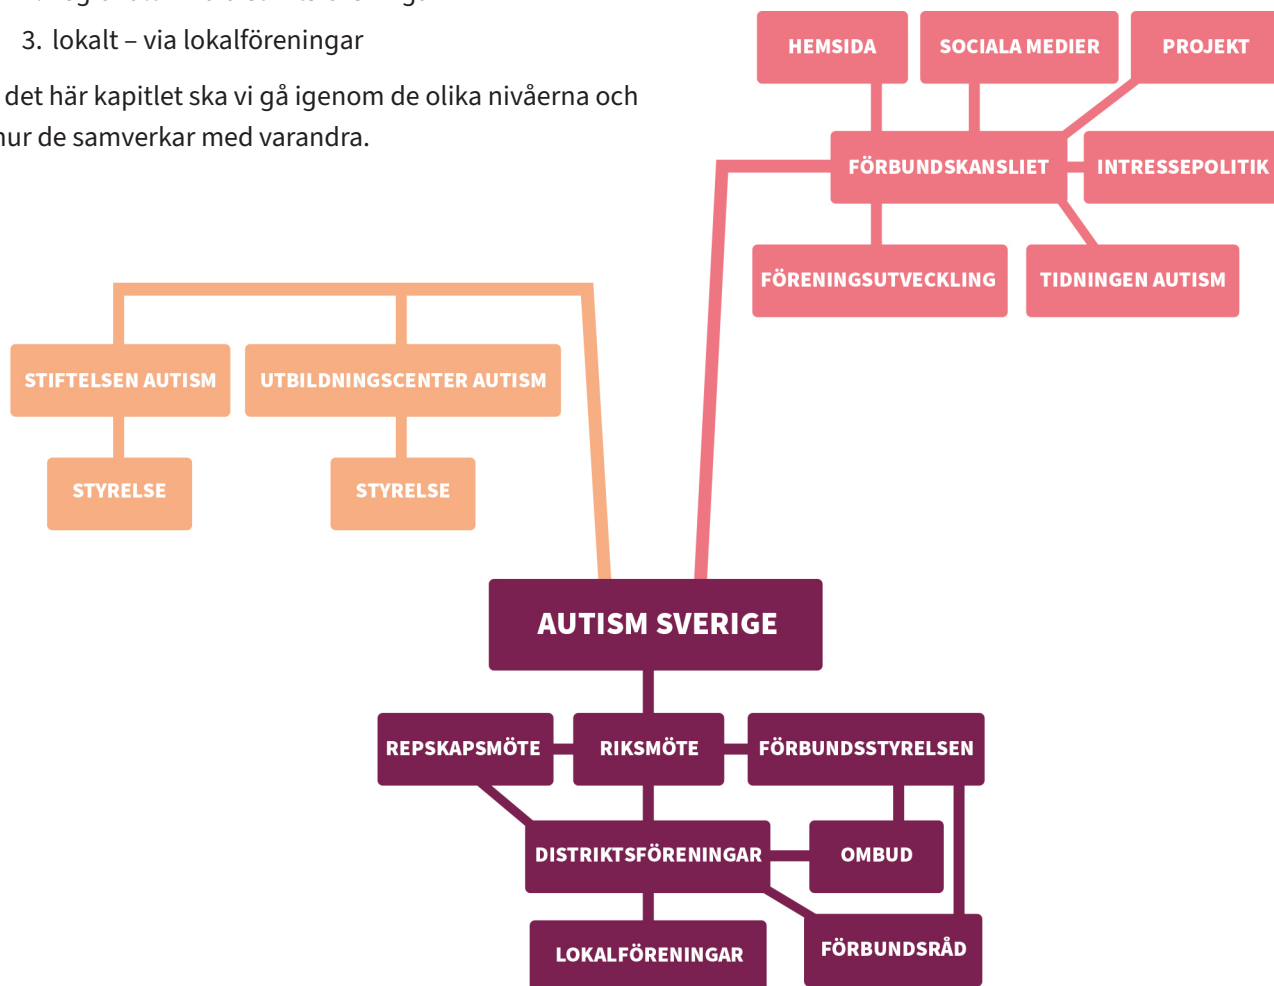 3. lokalt – via lokalföreningar
det här kapitlet ska vi gå igenom de olika nivåerna och
hur de samverkar med varandra.
HEMSIDA
SOCIALA MEDIER
PROJEKT
FÖRBUNDSKANSLIET
INTRESSEPOLITIK
FÖRENINGSUTVECKLING
TIDNINGEN AUTISM
STIFTELSEN AUTISM
UTBILDNINGSCENTER AUTISM
STYRELSE
STYRELSE
AUTISM SVERIGE
REPSKAPSMÖTE
RIKSMÖTE
FÖRBUNDSSTYRELSEN
DISTRIKTSFÖRENINGAR
OMBUD
LOKALFÖRENINGAR
FÖRBUNDSRÅD